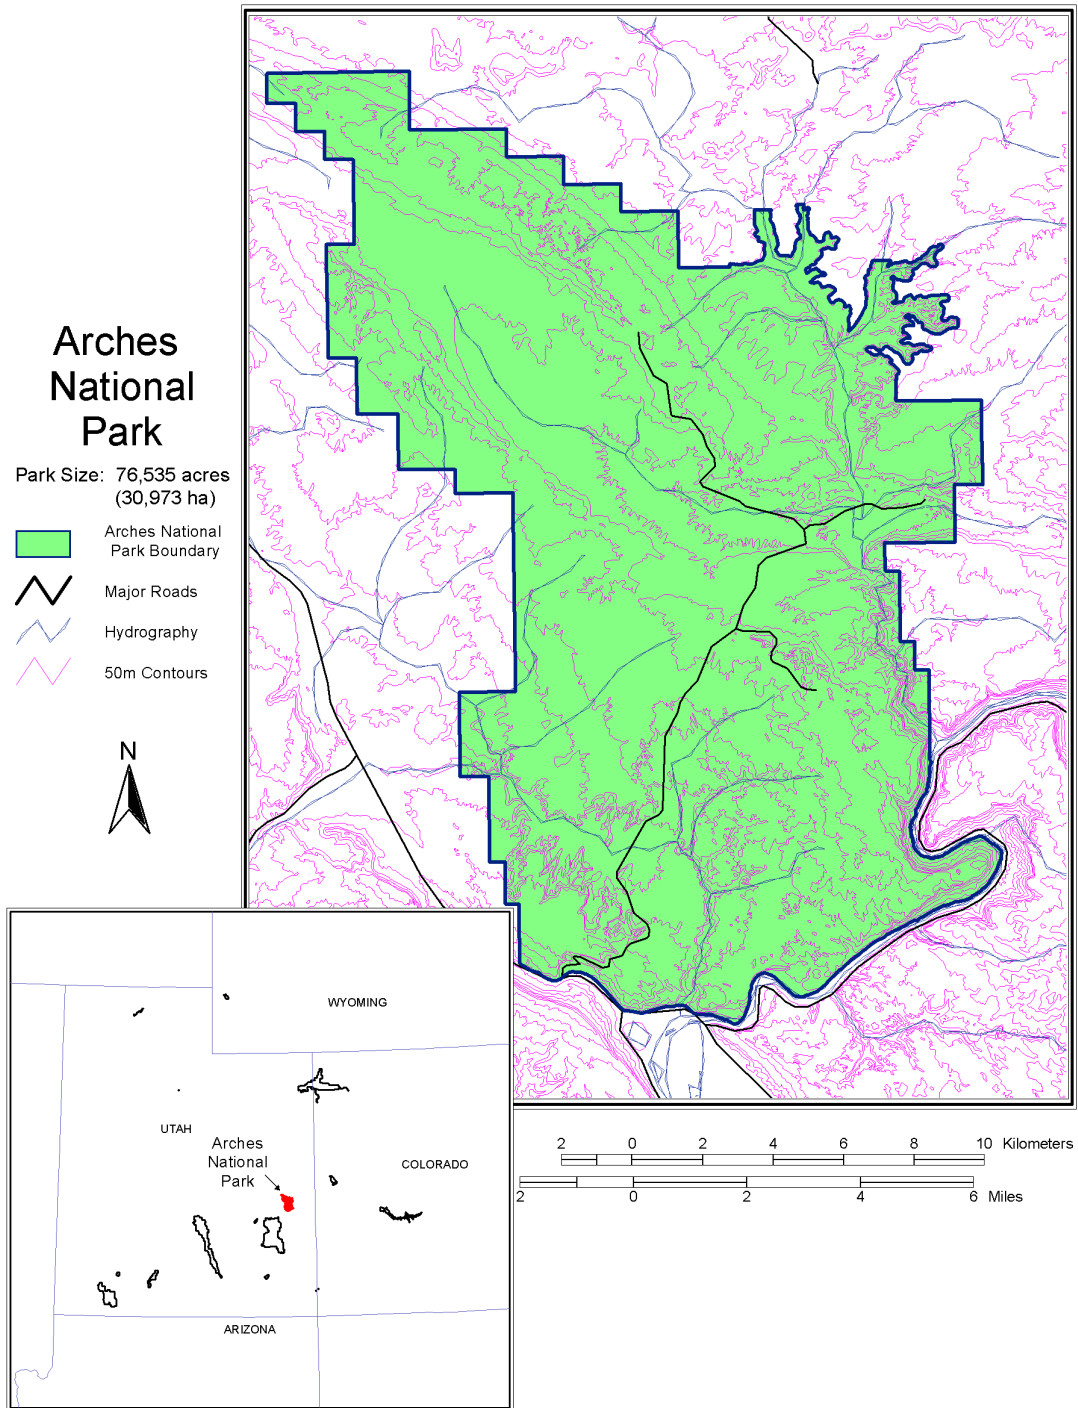 Arches
National
Park
Park Size: 76,535 acres
(30,973 ha)
Arches National
Park Boundary
Major Roads
Hydrography
50m Contours
N
WYOMING
UTAH
Arches
National
Park
COLORADO
ARIZONA
2 0 2 4 6 8 10 Kilometers
2 0 2 4 6 Miles